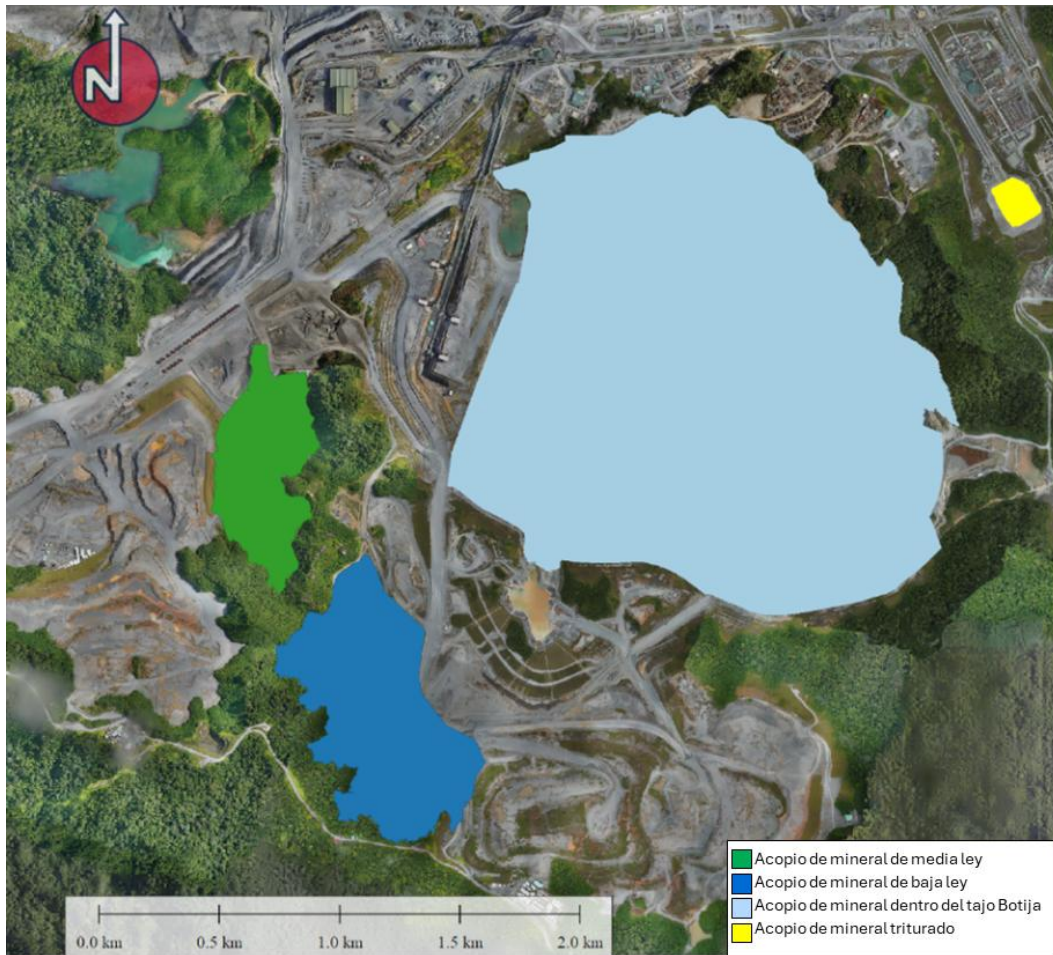 N
Acopio de mineral de media ley
Acopio de mineral de baja ley
Acopio de mineral dentro del tajo Botija
Acopio de mineral triturado
0.0 km 0.5 km 1.0 km 1.5 km 2.0 km